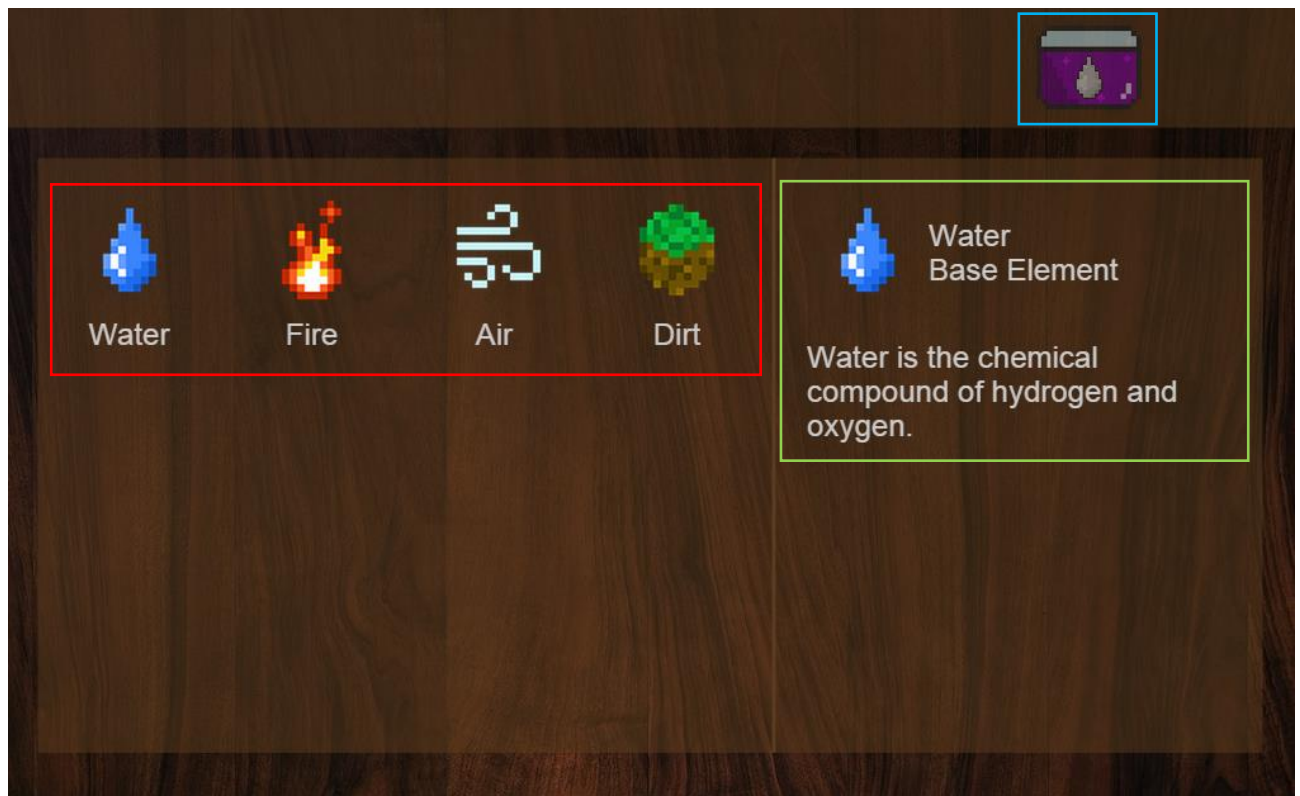 Water
Fire
Air
Dirt
Water
Base Element
Water is the chemical
compound of hydrogen and
oxygen.